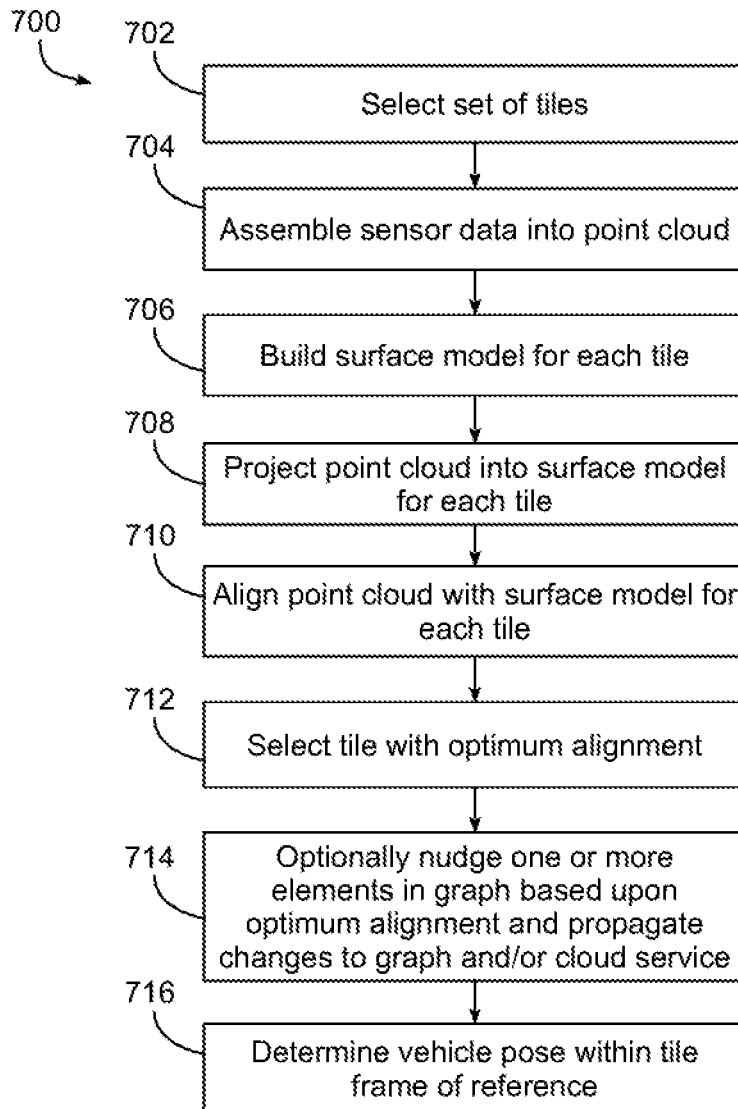 700
702
Select set of tiles
704
Assemble sensor data into point cloud
706
Build surface model for each tile
708
Project point cloud into surface model
for each tile
710
Align point cloud with surface model for
each tile
712
Select tile with optimum alignment
714
Optionally nudge one or more
elements in graph based upon
optimum alignment and propagate
changes to graph and/or cloud service
716
Determine vehicle pose within tile
frame of reference